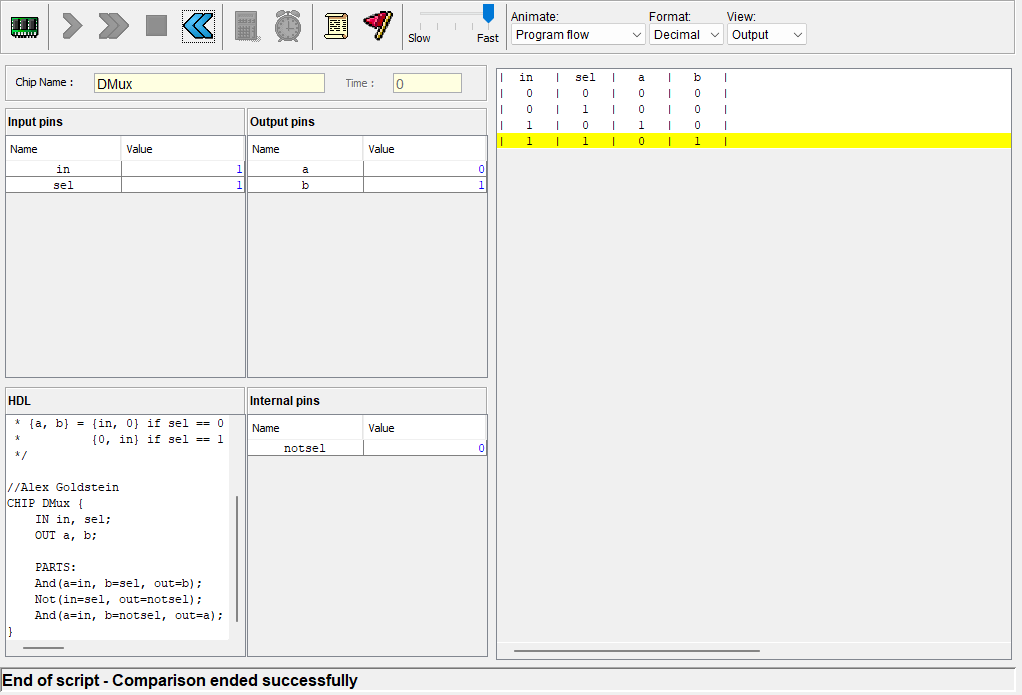 Slow Fast
Animate: Format: View:
Program flow Decimal Output
Chip Name : DMux Time : 0
Input pins
Name Value
in 1
sel 1
Output pins
Name Value
a 0
b 1
HDL
* {a, b} = {in, 0} if sel == 0
* {0, in} if sel == 1
*/
//Alex Goldstein
CHIP DMux {
IN in, sel;
OUT a, b;
PARTS:
And(a=in, b=sel, out=b);
Not(in=sel, out=notsel);
And(a=in, b=notsel, out=a);
}
Internal pins
Name Value
notsel 0
| in | sel | a | b |
| 0 | 0 | 0 | 0 |
| 0 | 1 | 0 | 0 |
| 1 | 0 | 1 | 0 |
| 1 | 1 | 0 | 1 |
End of script - Comparison ended successfully